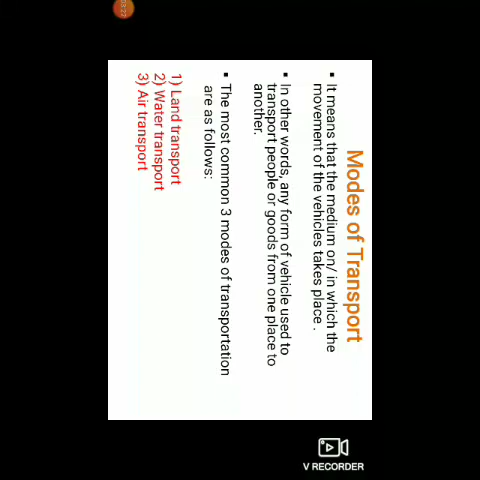 08:22
Modes of Transport
▪ It means that the medium on/ in which the
movement of the vehicles takes place .
▪ In other words, any form of vehicle used to
transport people or goods from one place to
another.
▪ The most common 3 modes of transportation
are as follows:
1) Land transport
2) Water transport
3) Air transport
V RECORDER